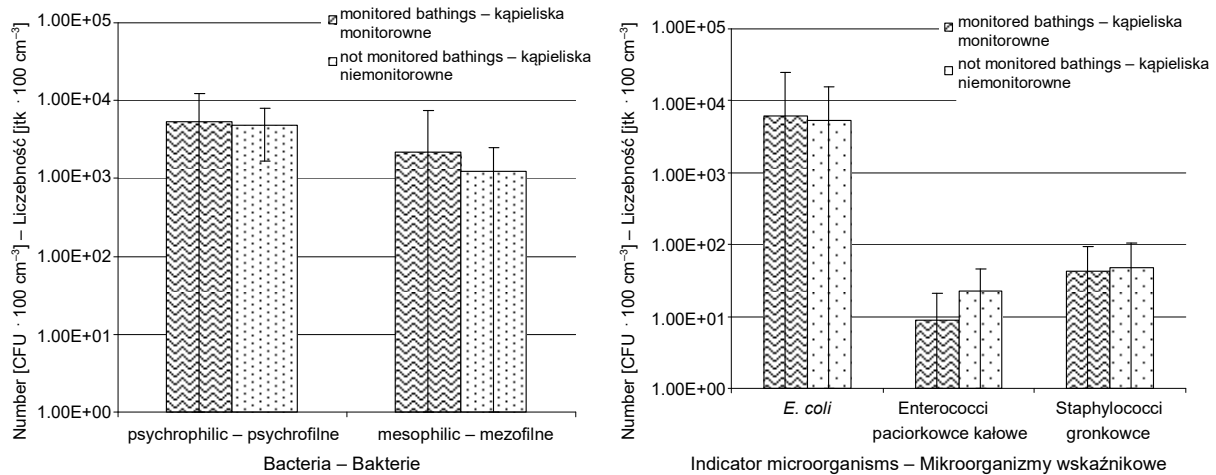 Number [CFU · 100 cm⁻³] – Liczebność [jtk · 100 cm⁻³]
1.00E+05
1.00E+04
1.00E+03
1.00E+02
1.00E+01
1.00E+00
monitored bathings – kąpieliska
monitorowne
not monitored bathings – kąpieliska
niemonitorowne
psychrophilic – psychrofilne
mesophilic – mezofilne
Bacteria – Bakterie
Number [CFU · 100 cm⁻³] – Liczebność [jtk · 100 cm⁻³]
1.00E+05
1.00E+04
1.00E+03
1.00E+02
1.00E+01
1.00E+00
monitored bathings – kąpieliska
monitorowne
not monitored bathings – kąpieliska
niemonitorowne
E. coli
Enterococci
paciorkowce kałowe
Staphylococci
gronkowce
Indicator microorganisms – Mikroorganizmy wskaźnikowe